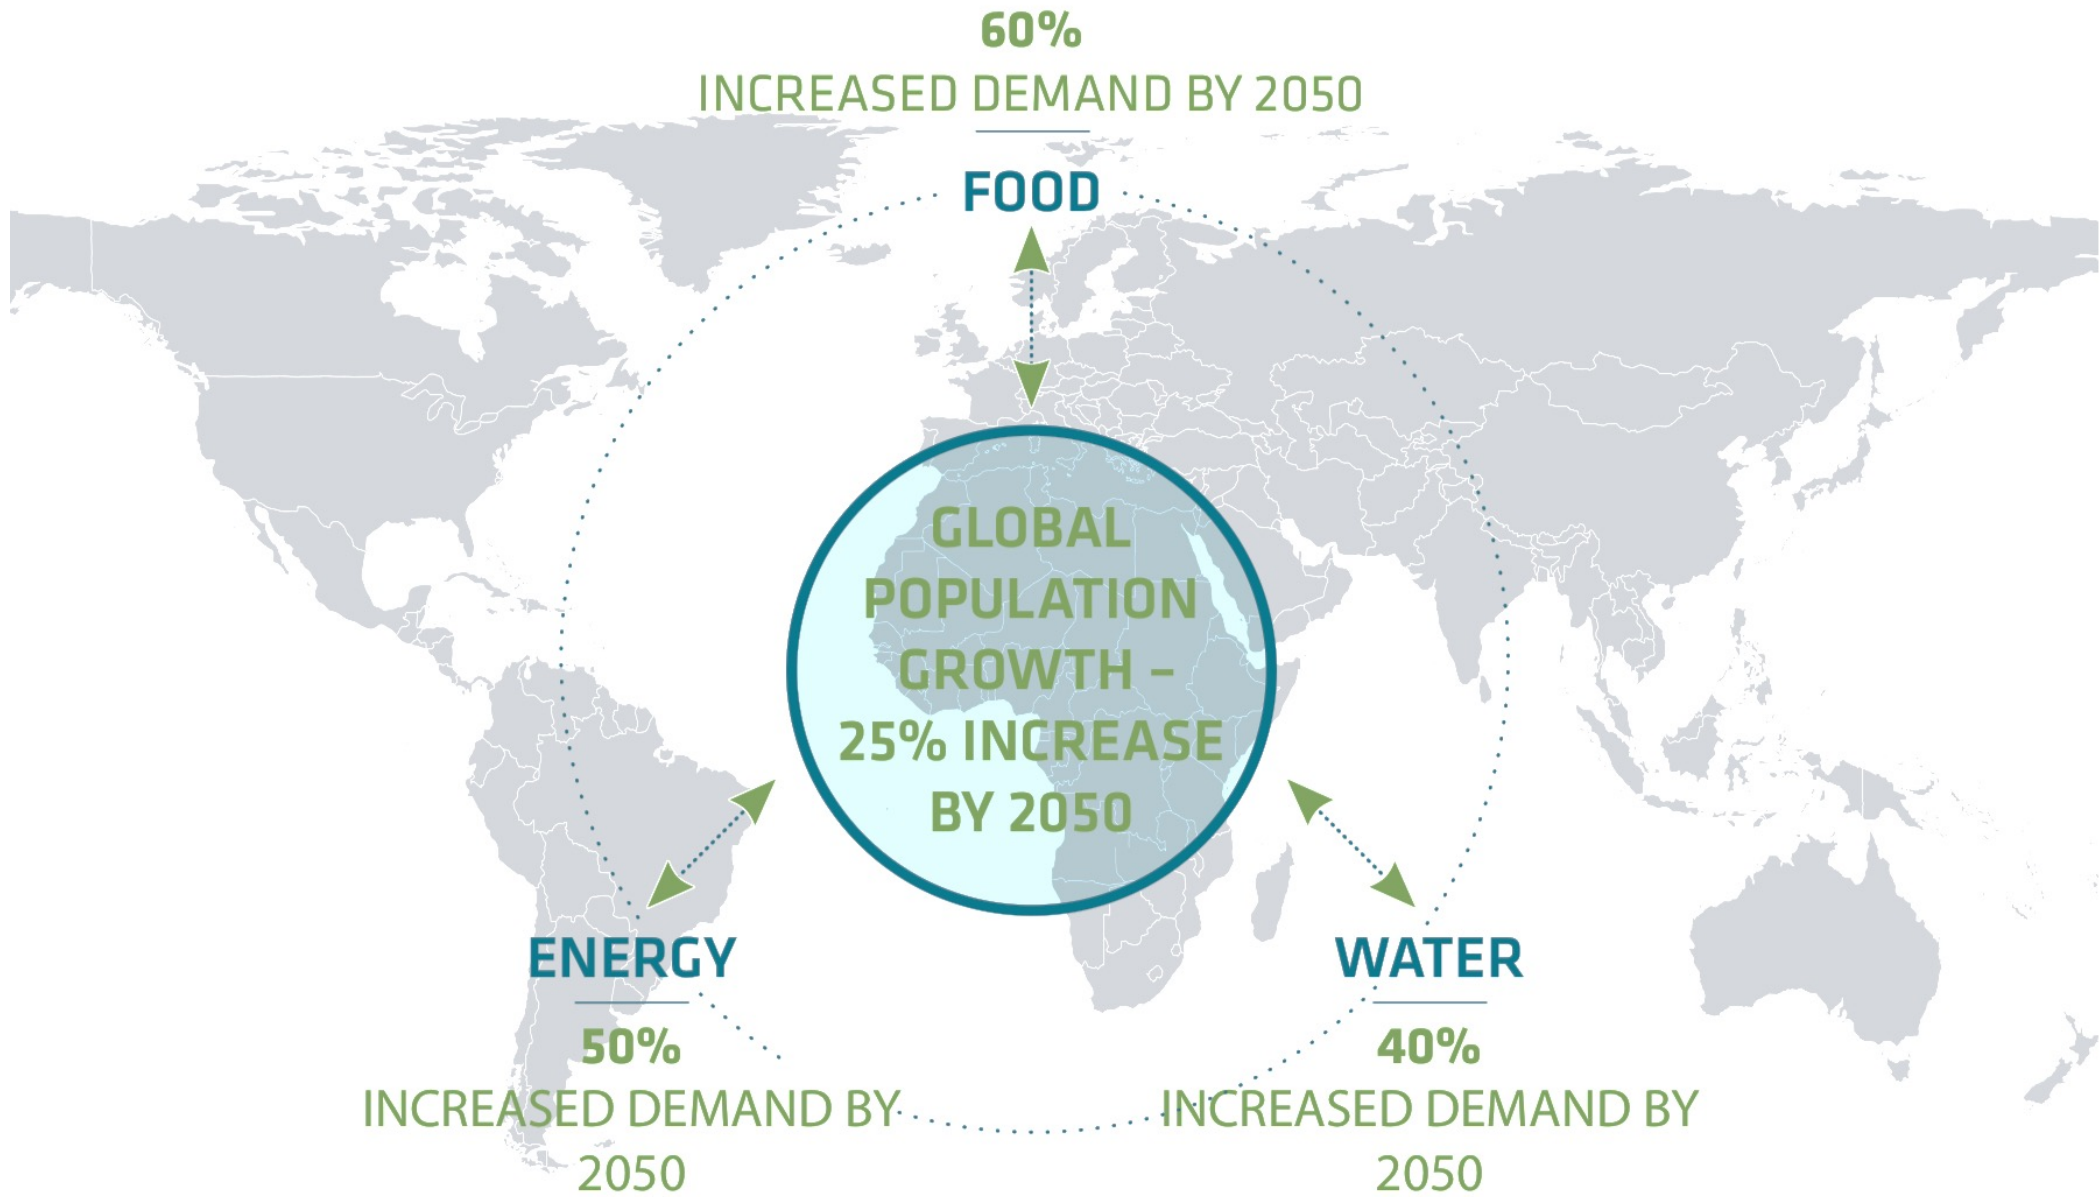 60%
INCREASED DEMAND BY 2050
FOOD
GLOBAL
POPULATION
GROWTH –
25% INCREASE
BY 2050
ENERGY
50%
INCREASED DEMAND BY
2050
WATER
40%
INCREASED DEMAND BY
2050